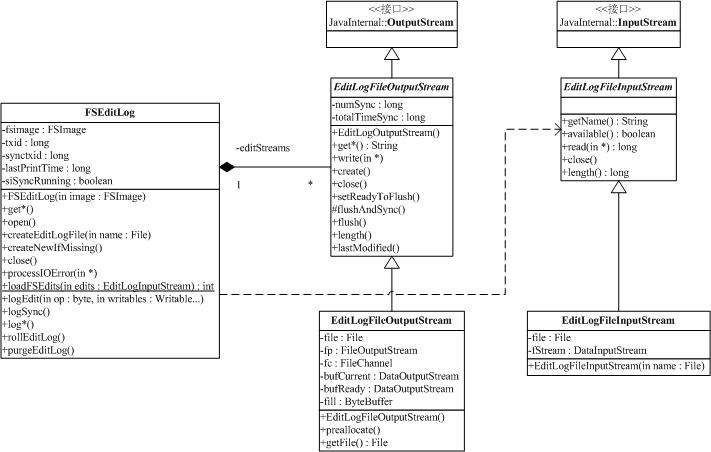 <<接口>>
JavaInternal::OutputStream
<<接口>>
JavaInternal::InputStream
EditLogFileOutputStream
-numSync : long
-totalTimeSync : long
+EditLogOutputStream()
+get*() : String
+write(in *)
+create()
+close()
+setReadyToFlush()
#flushAndSync()
+flush()
+length()
+lastModified()
EditLogFileInputStream
+getName() : String
+available() : boolean
+read(in *) : long
+close()
+length() : long
FSEditLog
-fsimage : FSImage
-txid : long
-synctxid : long
-lastPrintTime : long
-siSyncRunning : boolean
+FSEditLog(in image : FSImage)
+get*()
+open()
+createEditLogFile(in name : File)
+createNewIfMissing()
+close()
+processIOError(in *)
+loadFSEdits(in edits : EditLogInputStream) : int
+logEdit(in op : byte, in writables : Writable...)
+logSync()
+log*()
+rollEditLog()
+purgeEditLog()
-editStreams
1
*
EditLogFileOutputStream
-file : File
-fp : FileOutputStream
-fc : FileChannel
-bufCurrent : DataOutputStream
-bufReady : DataOutputStream
-fill : ByteBuffer
+EditLogFileOutputStream()
+preallocate()
+getFile() : File
EditLogFileInputStream
-file : File
-fStream : DataInputStream
+EditLogFileInputStream(in name : File)